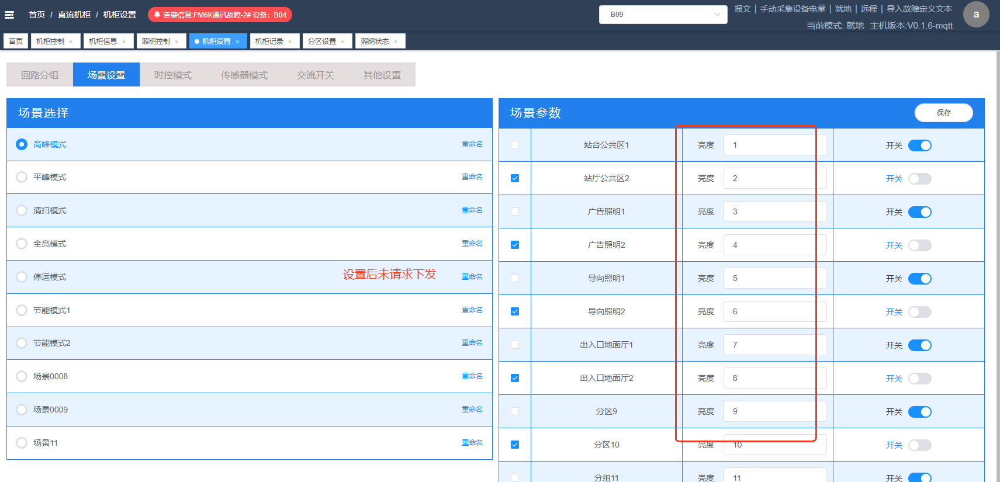 首页 / 直流机柜 / 机柜设置
告警信息:PM6K通讯故障-2# 设备：B04
B09
报文 | 手动采集设备电量 | 就地 | 远程 | 导入故障定义文本
当前模式: 就地 主机版本:V0.1.6-mqtt
a
首页 机柜控制 × 机柜信息 × 照明控制 × 机柜设置 × 机柜记录 × 分区设置 × 照明状态 ×
回路分组 场景设置 时控模式 传感器模式 交流开关 其他设置
场景选择
高峰模式 重命名
平峰模式 重命名
清扫模式 重命名
全亮模式 重命名
停运模式 重命名
设置后未请求下发
节能模式1 重命名
节能模式2 重命名
场景0008 重命名
场景0009 重命名
场景11 重命名
场景参数 保存
站台公共区1 亮度 1 开关
站厅公共区2 亮度 2 开关
广告照明1 亮度 3 开关
广告照明2 亮度 4 开关
导向照明1 亮度 5 开关
导向照明2 亮度 6 开关
出入口地面厅1 亮度 7 开关
出入口地面厅2 亮度 8 开关
分区9 亮度 9 开关
分区10 亮度 10 开关
分组11 亮度 11 开关